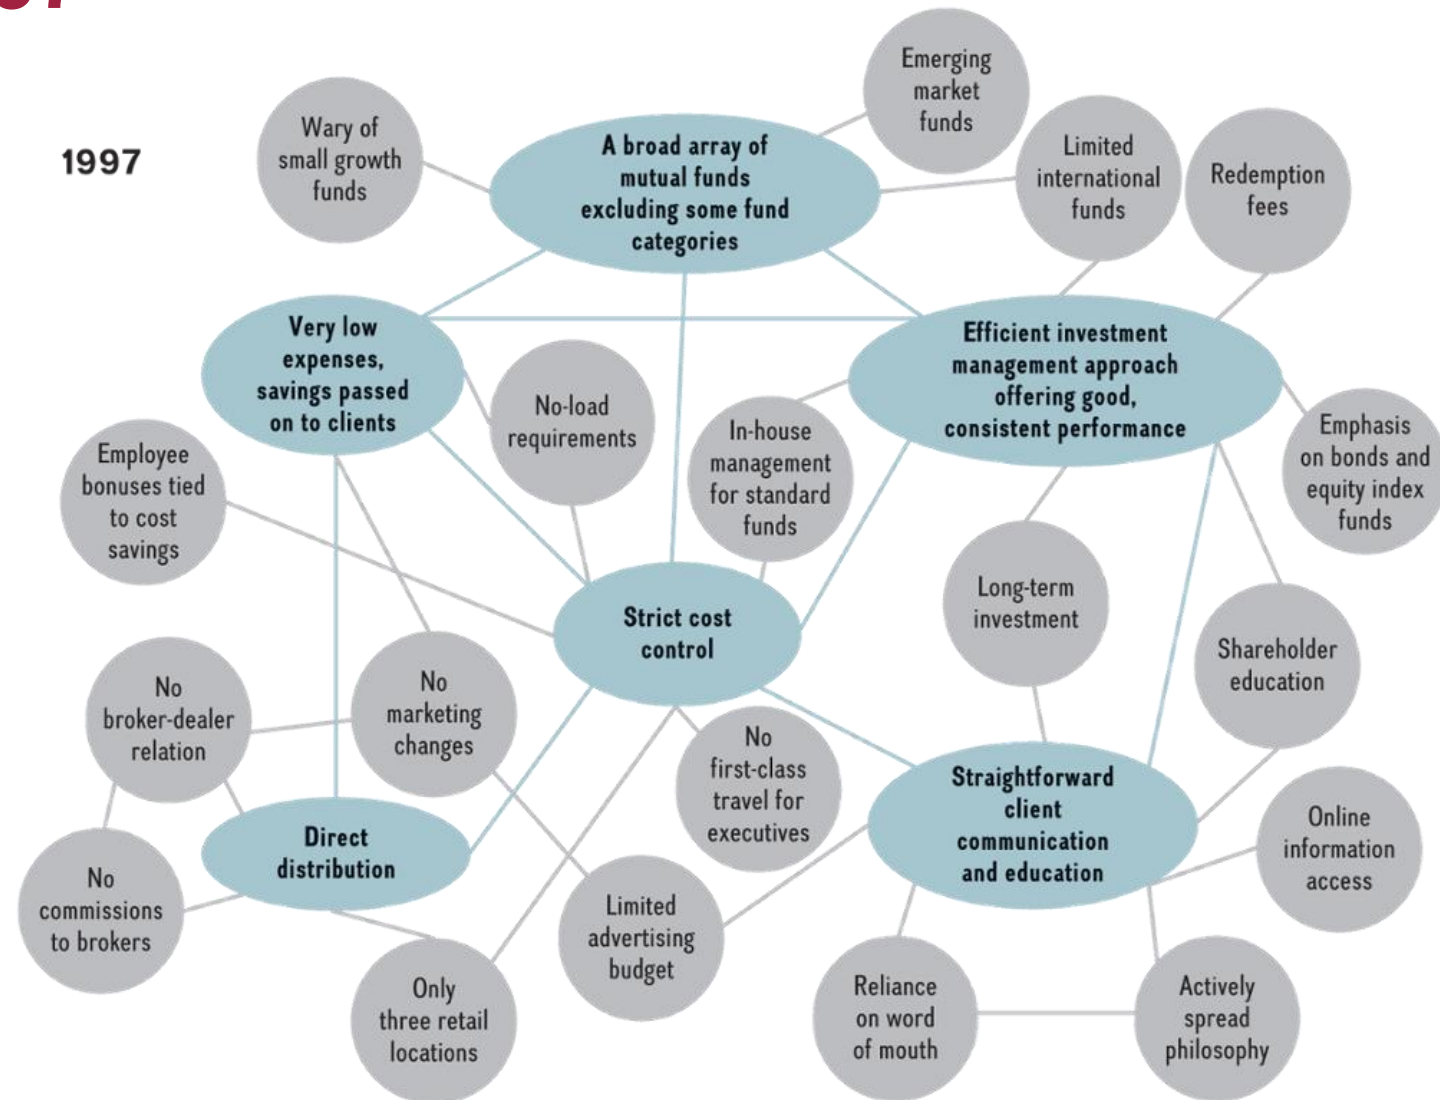 1997
Wary of
small growth
funds
A broad array of
mutual funds
excluding some fund
categories
Emerging
market
funds
Limited
international
funds
Redemption
fees
Very low
expenses,
savings passed
on to clients
No-load
requirements
In-house
management
for standard
funds
Efficient investment
management approach
offering good,
consistent performance
Emphasis
on bonds and
equity index
funds
Employee
bonuses tied
to cost
savings
Strict cost
control
Long-term
investment
Shareholder
education
No
broker-dealer
relation
No
marketing
changes
No
first-class
travel for
executives
Straightforward
client
communication
and education
Online
information
access
Direct
distribution
No
commissions
to brokers
Only
three retail
locations
Limited
advertising
budget
Reliance
on word
of mouth
Actively
spread
philosophy